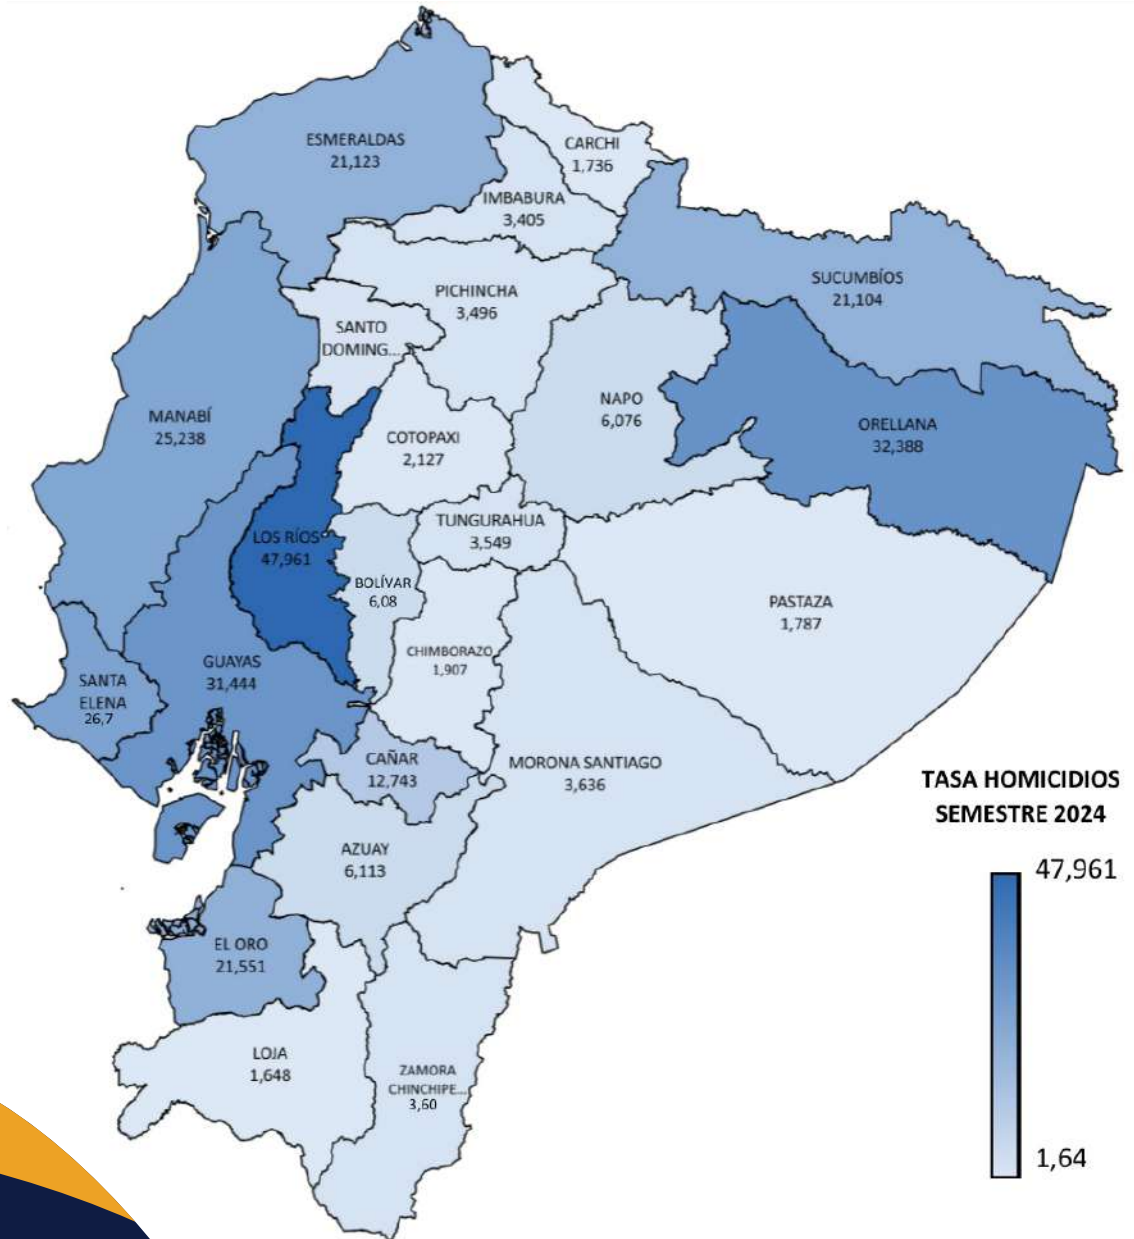 ESMERALDAS
21,123
CARCHI
1,736
IMBABURA
3,405
SUCUMBÍOS
21,104
PICHINCHA
3,496
SANTO
DOMING...
NAPO
6,076
MANABÍ
25,238
ORELLANA
32,388
COTOPAXI
2,127
TUNGURAHUA
3,549
LOS RÍOS
47,961
BOLÍVAR
6,08
PASTAZA
1,787
CHIMBORAZO
1,907
GUAYAS
31,444
SANTA
ELENA
26,7
CAÑAR
12,743
MORONA SANTIAGO
3,636
TASA HOMICIDIOS
SEMESTRE 2024
47,961
1,64
AZUAY
6,113
EL ORO
21,551
LOJA
1,648
ZAMORA
CHINCHIPE...
3,60